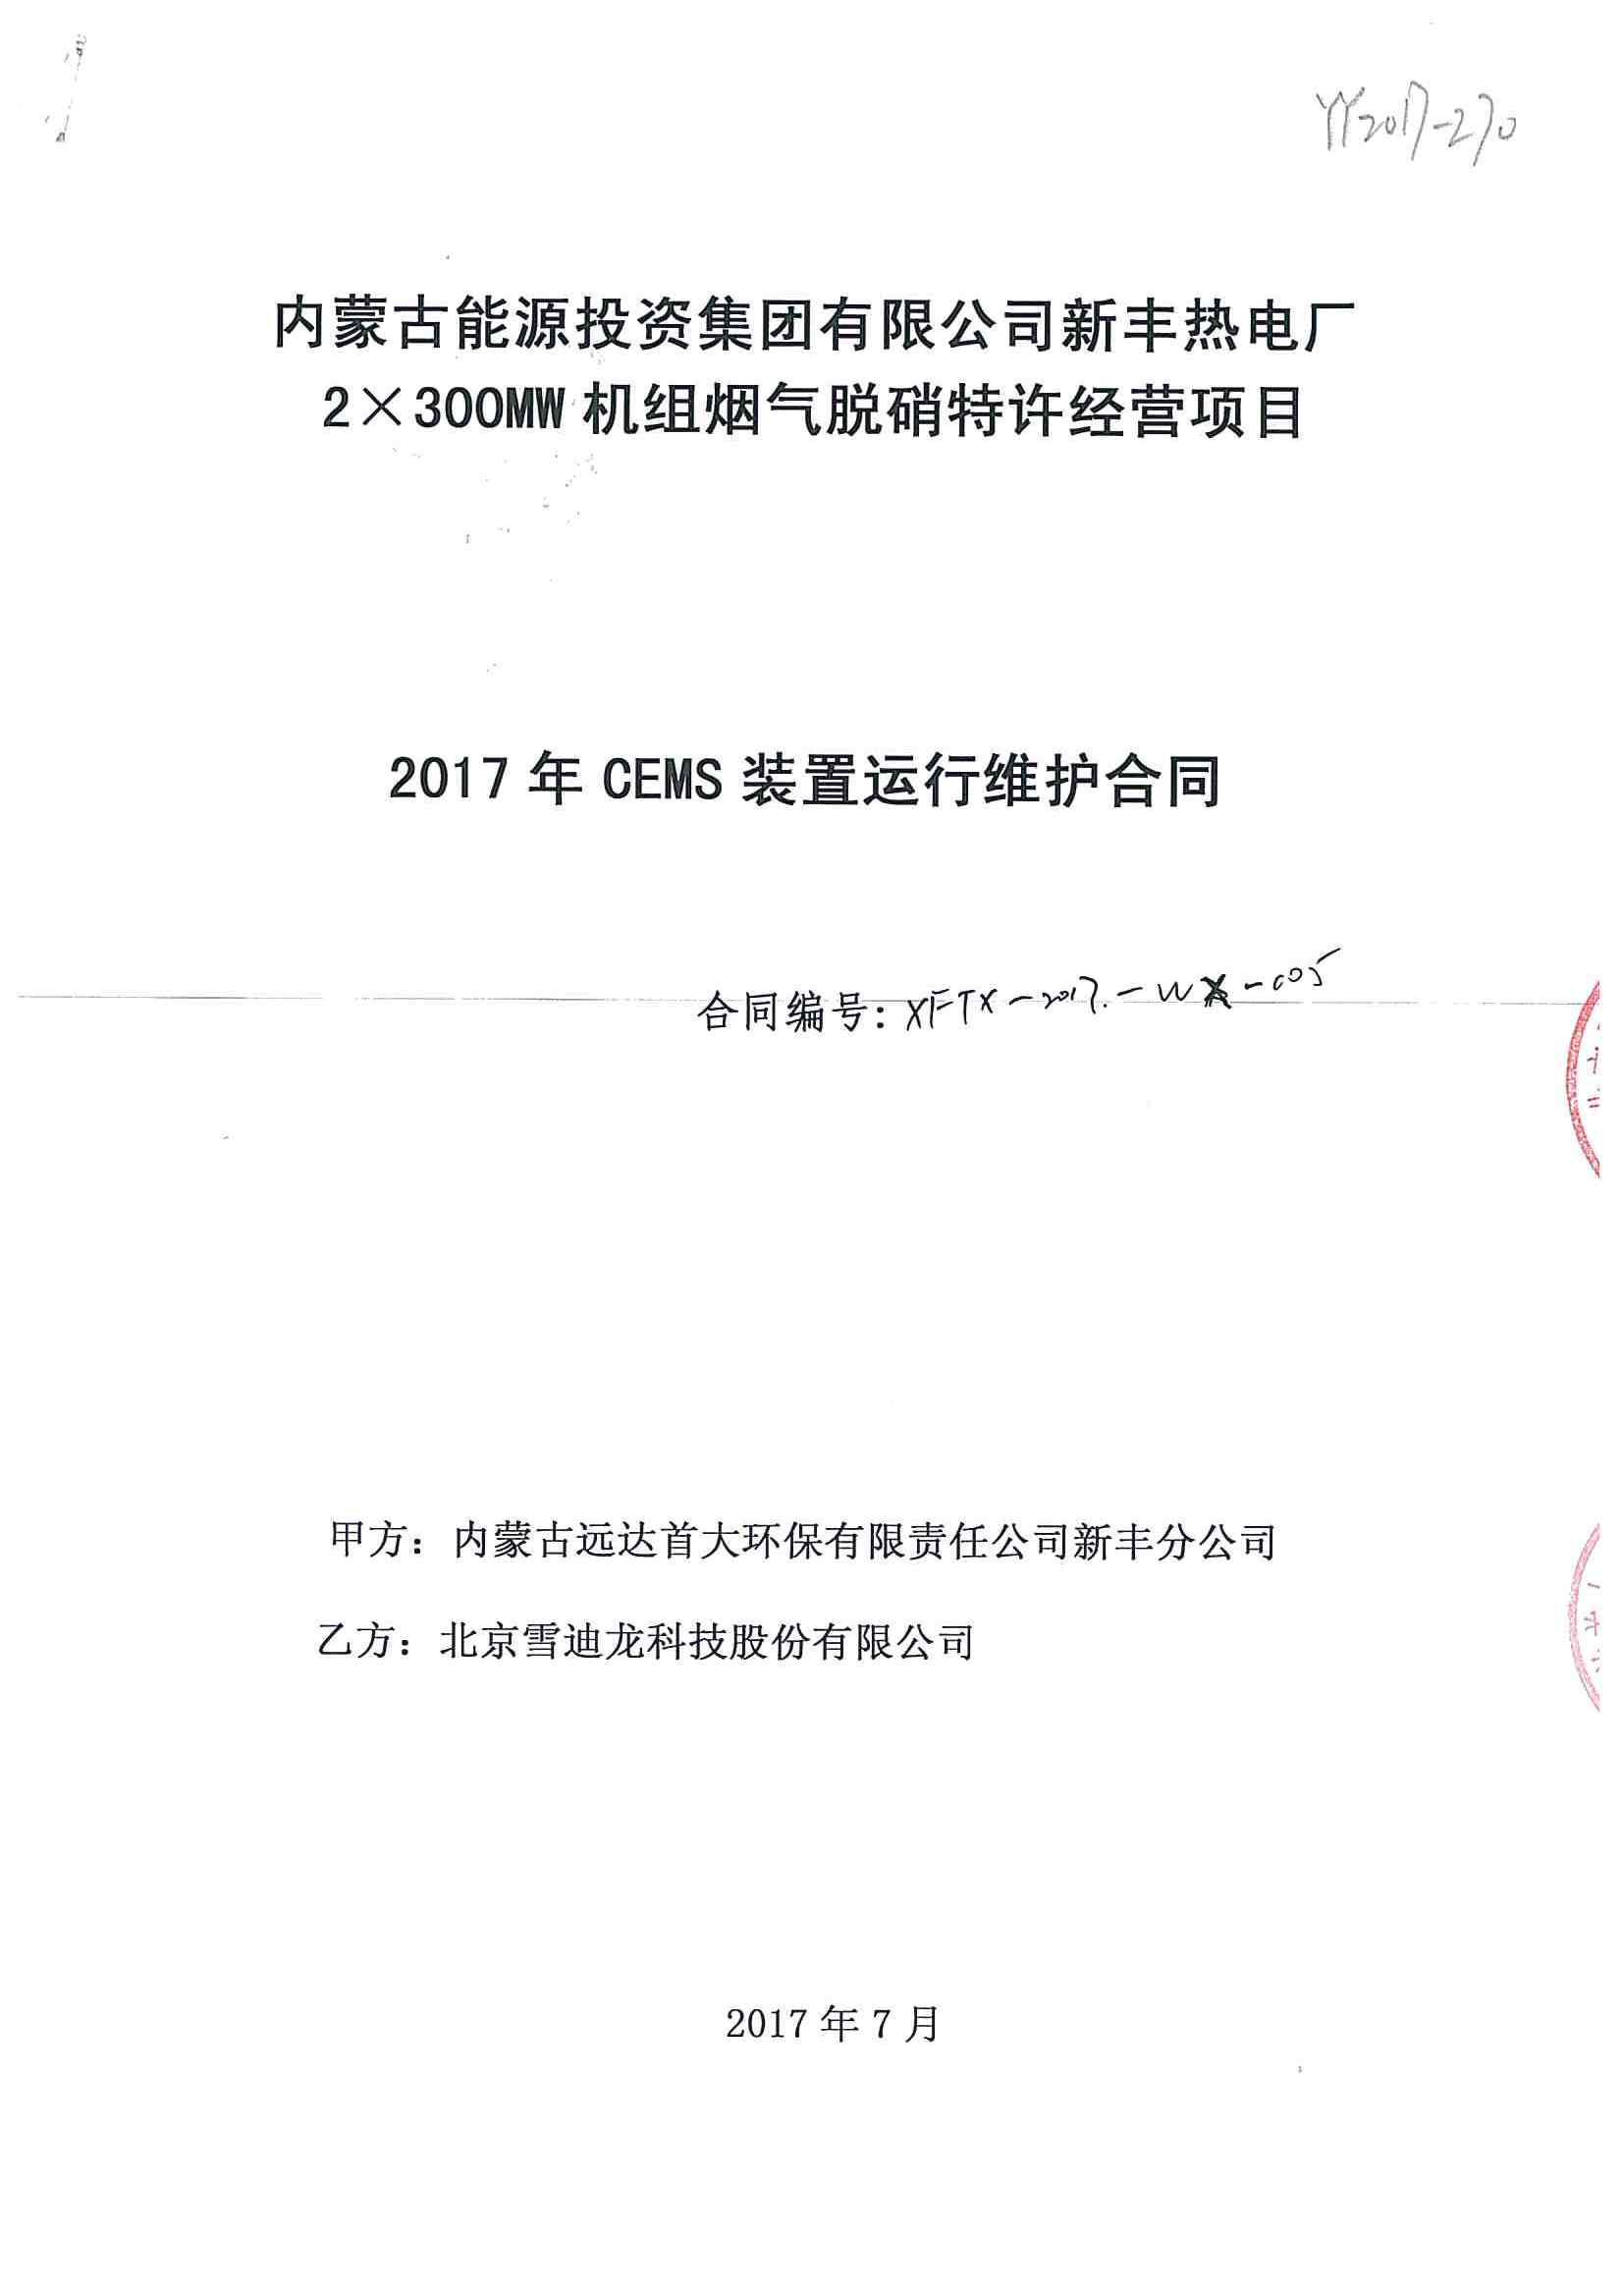 YY2017-270
内蒙古能源投资集团有限公司新丰热电厂
2×300MW 机组烟气脱硝特许经营项目
2017 年 CEMS 装置运行维护合同
合同编号: XFTX-2017.-WX-005
甲方：内蒙古远达首大环保有限责任公司新丰分公司
乙方：北京雪迪龙科技股份有限公司
2017 年 7 月